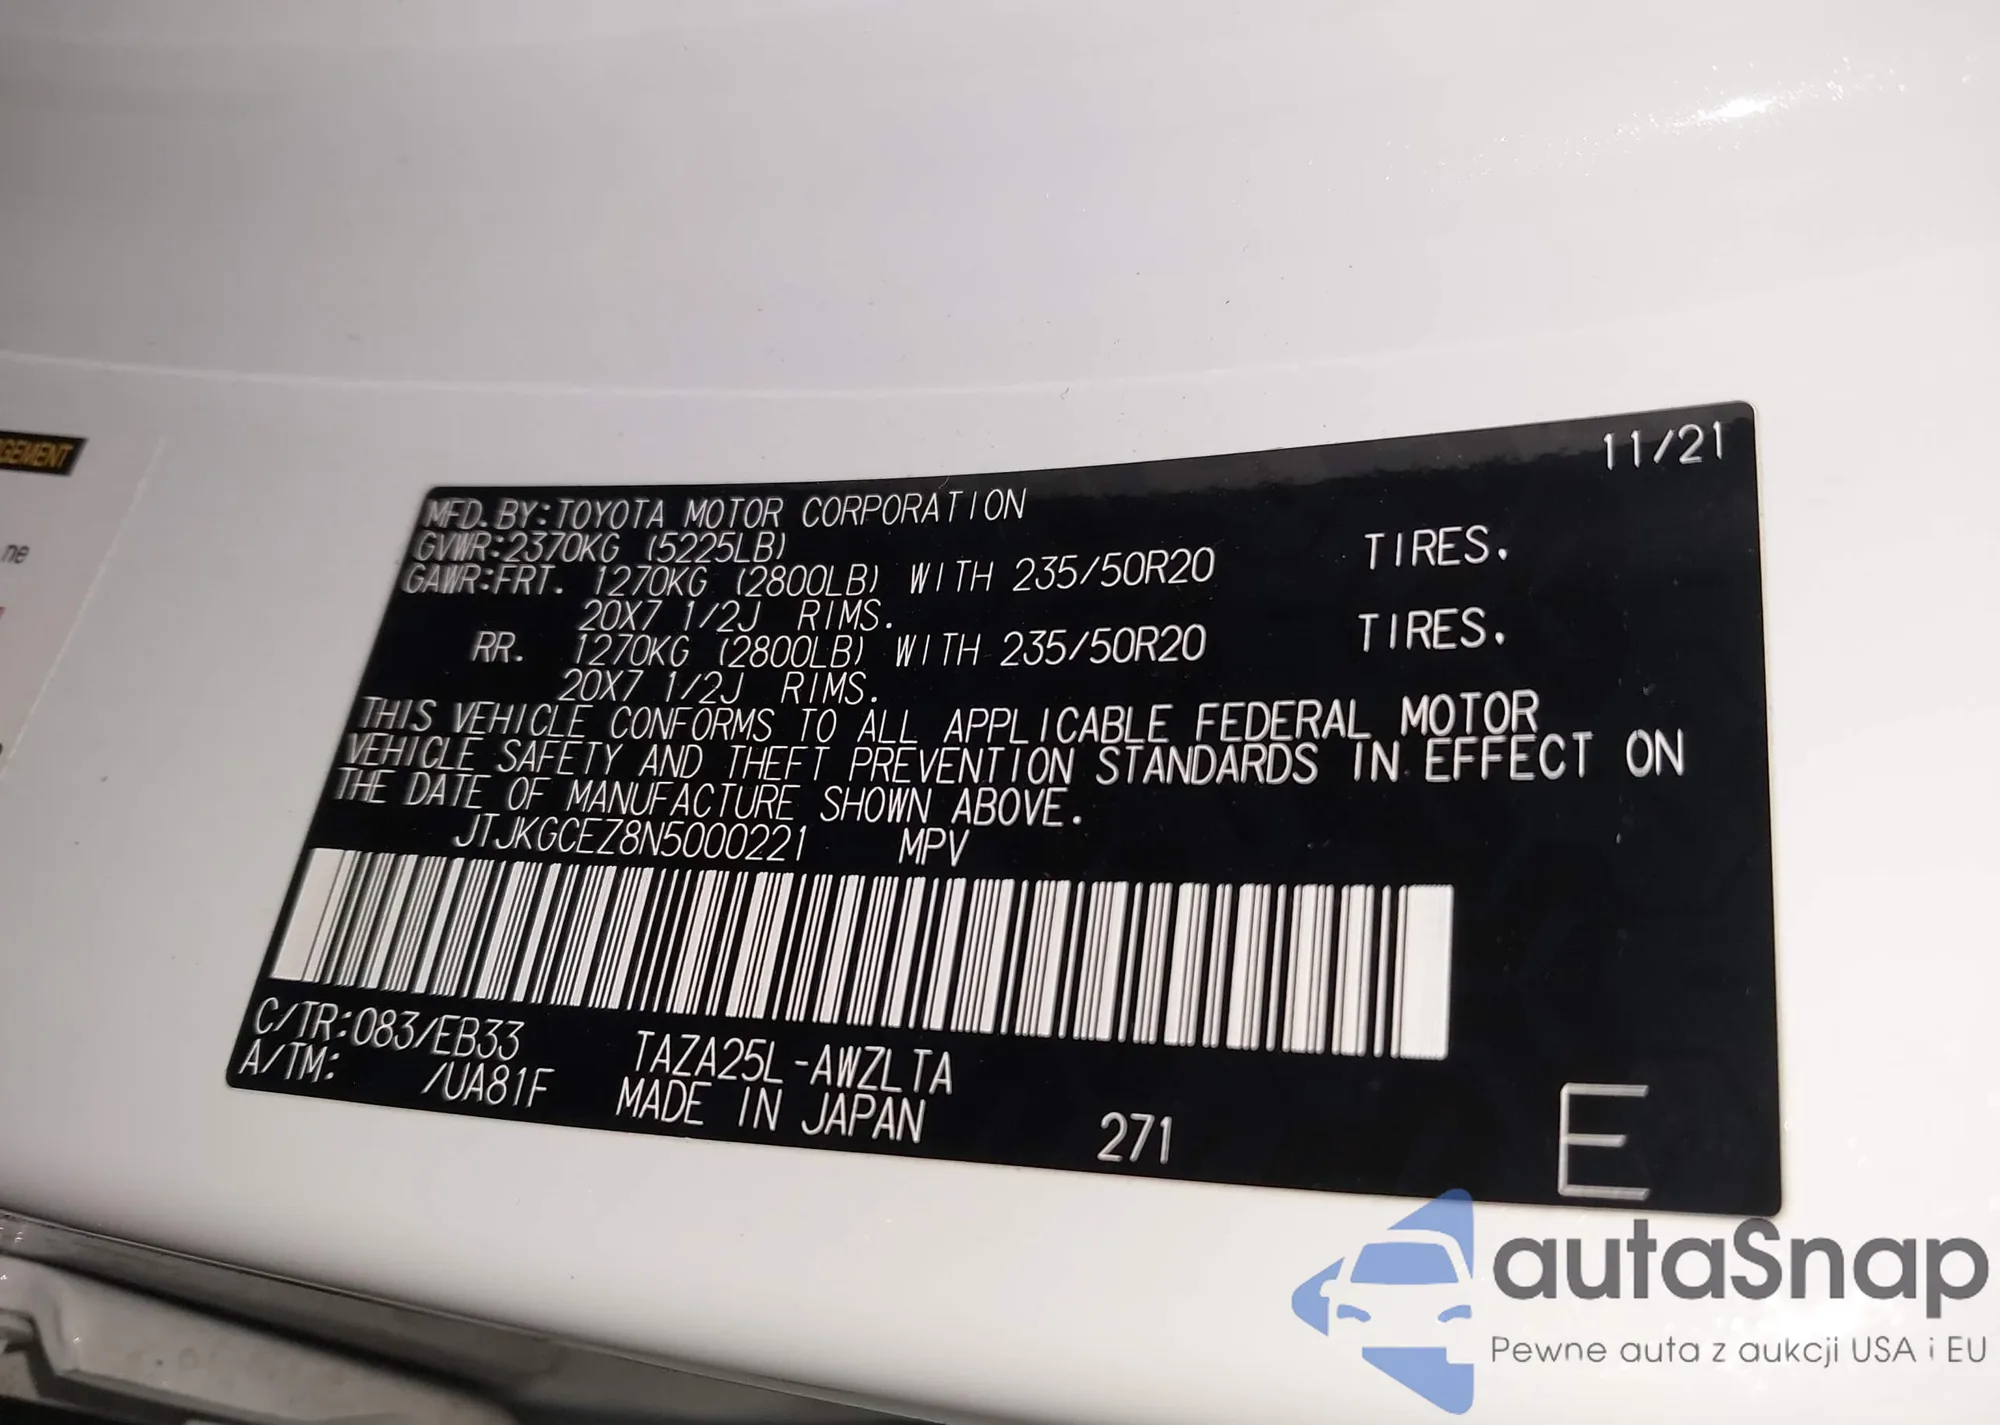 GEMENT
ne
11/21
MFD. BY:TOYOTA MOTOR CORPORATION
GVWR:2370KG (5225LB)
GAWR:FRT. 1270KG (2800LB) WITH 235/50R20 TIRES.
20X7 1/2J RIMS.
RR. 1270KG (2800LB) WITH 235/50R20 TIRES.
20X7 1/2J RIMS.
THIS VEHICLE CONFORMS TO ALL APPLICABLE FEDERAL MOTOR
VEHICLE SAFETY AND THEFT PREVENTION STANDARDS IN EFFECT ON
THE DATE OF MANUFACTURE SHOWN ABOVE.
JTJKGCEZ8N5000221 MPV
C/TR:083/EB33 TAZA25L-AWZLTA
A/TM: /UA81F MADE IN JAPAN 271 E
autaSnap
Pewne auta z aukcji USA i EU